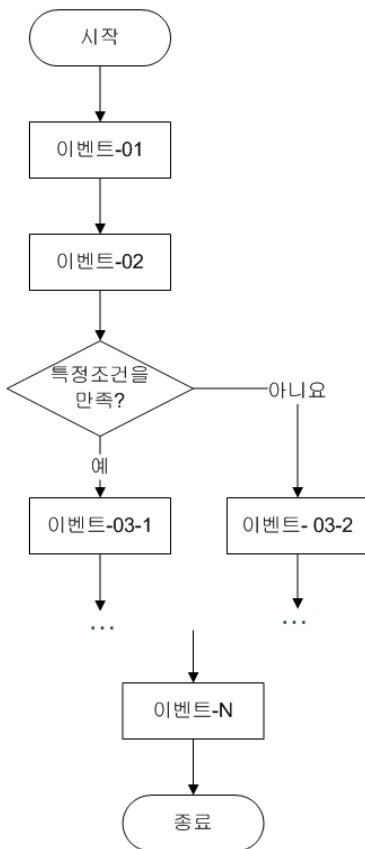 시작
이벤트-01
이벤트-02
특정조건을
만족?
아니요
예
이벤트-03-1
이벤트- 03-2
...
...
이벤트-N
종료